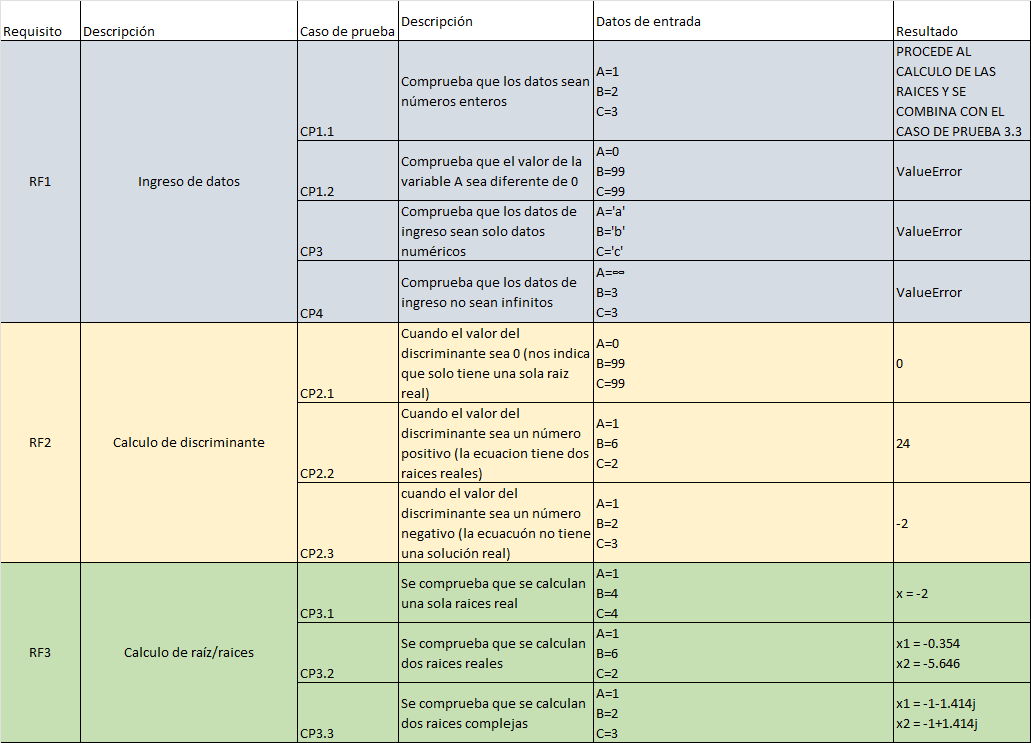 Requisito
Descripción
Caso de prueba
Descripción
Datos de entrada
Resultado
RF1
Ingreso de datos
CP1.1
Comprueba que los datos sean
números enteros
A=1
B=2
C=3
PROCEDE AL
CALCULO DE LAS
RAICES Y SE
COMBINA CON EL
CASO DE PRUEBA 3.3
CP1.2
Comprueba que el valor de la
variable A sea diferente de 0
A=0
B=99
C=99
ValueError
CP3
Comprueba que los datos de
ingreso sean solo datos
numéricos
A='a'
B='b'
C='c'
ValueError
CP4
Comprueba que los datos de
ingreso no sean infinitos
A=∞
B=3
C=3
ValueError
RF2
Calculo de discriminante
CP2.1
Cuando el valor del
discriminante sea 0 (nos indica
que solo tiene una sola raiz
real)
A=0
B=99
C=99
0
CP2.2
Cuando el valor del
discriminante sea un número
positivo (la ecuacion tiene dos
raices reales)
A=1
B=6
C=2
24
CP2.3
cuando el valor del
discriminante sea un número
negativo (la ecuacuón no tiene
una solución real)
A=1
B=2
C=3
-2
RF3
Calculo de raíz/raices
CP3.1
Se comprueba que se calculan
una sola raices real
A=1
B=4
C=4
x = -2
CP3.2
Se comprueba que se calculan
dos raices reales
A=1
B=6
C=2
x1 = -0.354
x2 = -5.646
CP3.3
Se comprueba que se calculan
dos raices complejas
A=1
B=2
C=3
x1 = -1-1.414j
x2 = -1+1.414j